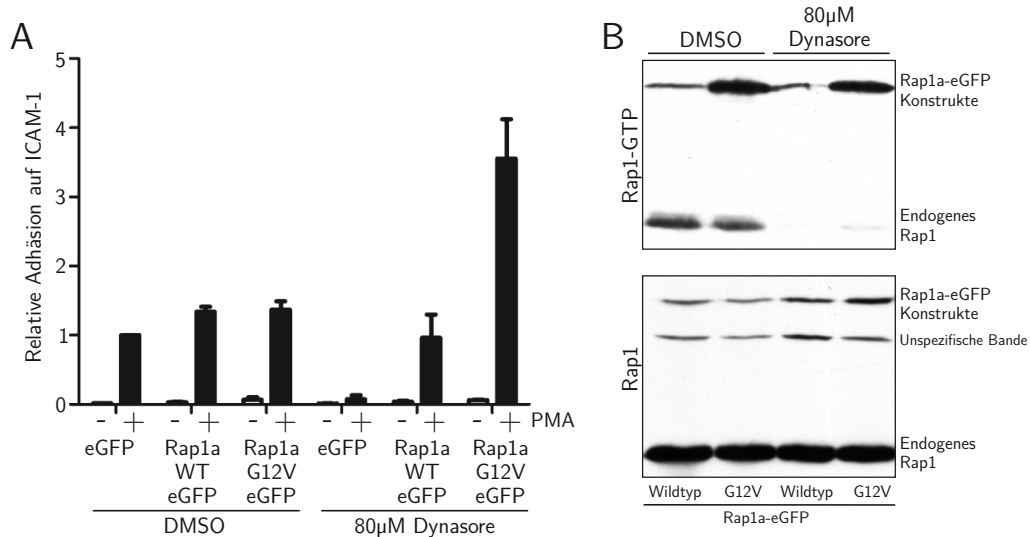 A
Relative Adhäsion auf ICAM-1
5
4
3
2
1
0
- + - + - + - + - + - + PMA
eGFP
Rap1a
WT
eGFP
Rap1a
G12V
eGFP
eGFP
Rap1a
WT
eGFP
Rap1a
G12V
eGFP
DMSO
80µM Dynasore
B
DMSO
80µM
Dynasore
Rap1-GTP
Rap1a-eGFP
Konstrukte
Endogenes
Rap1
Rap1
Rap1a-eGFP
Konstrukte
Unspezifische Bande
Endogenes
Rap1
Wildtyp G12V Wildtyp G12V
Rap1a-eGFP